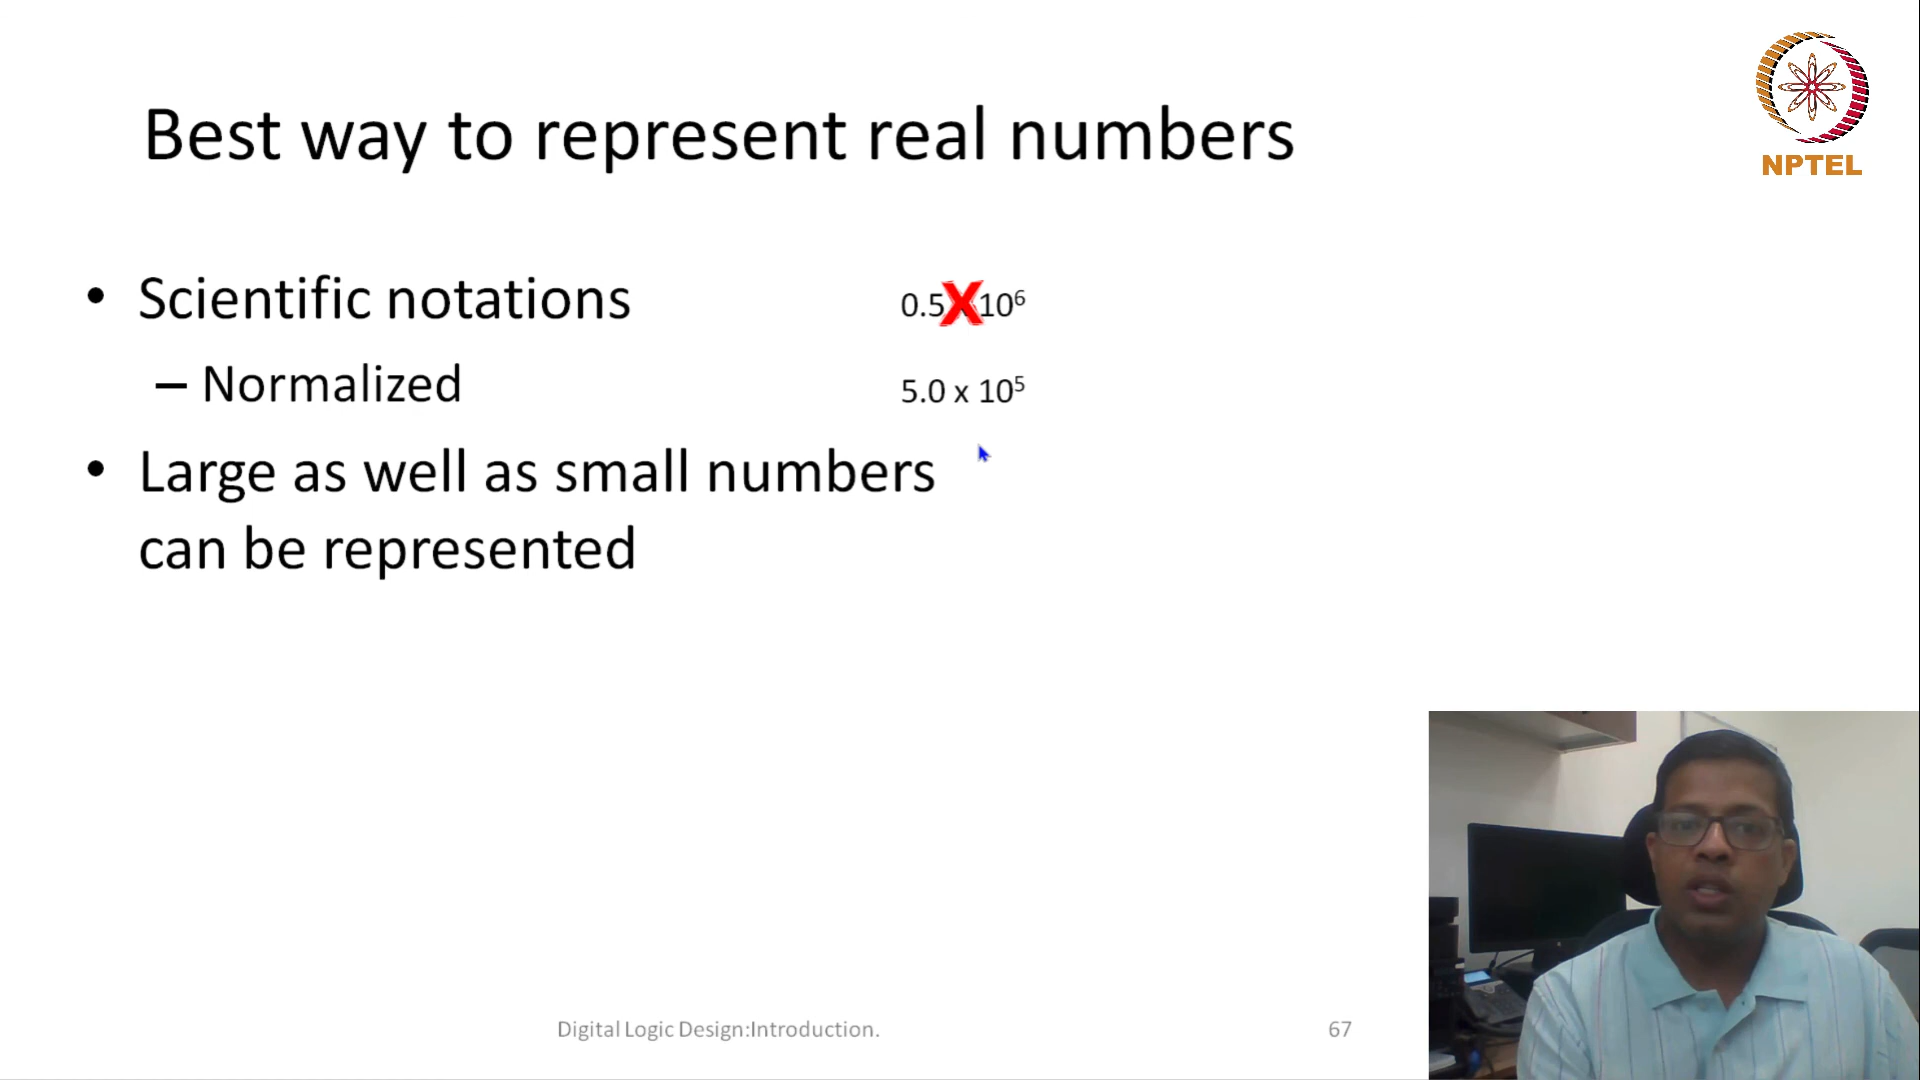 Best way to represent real numbers
NPTEL
• Scientific notations
0.5 X 10⁶
– Normalized
5.0 x 10⁵
• Large as well as small numbers
can be represented
Digital Logic Design:Introduction.
67